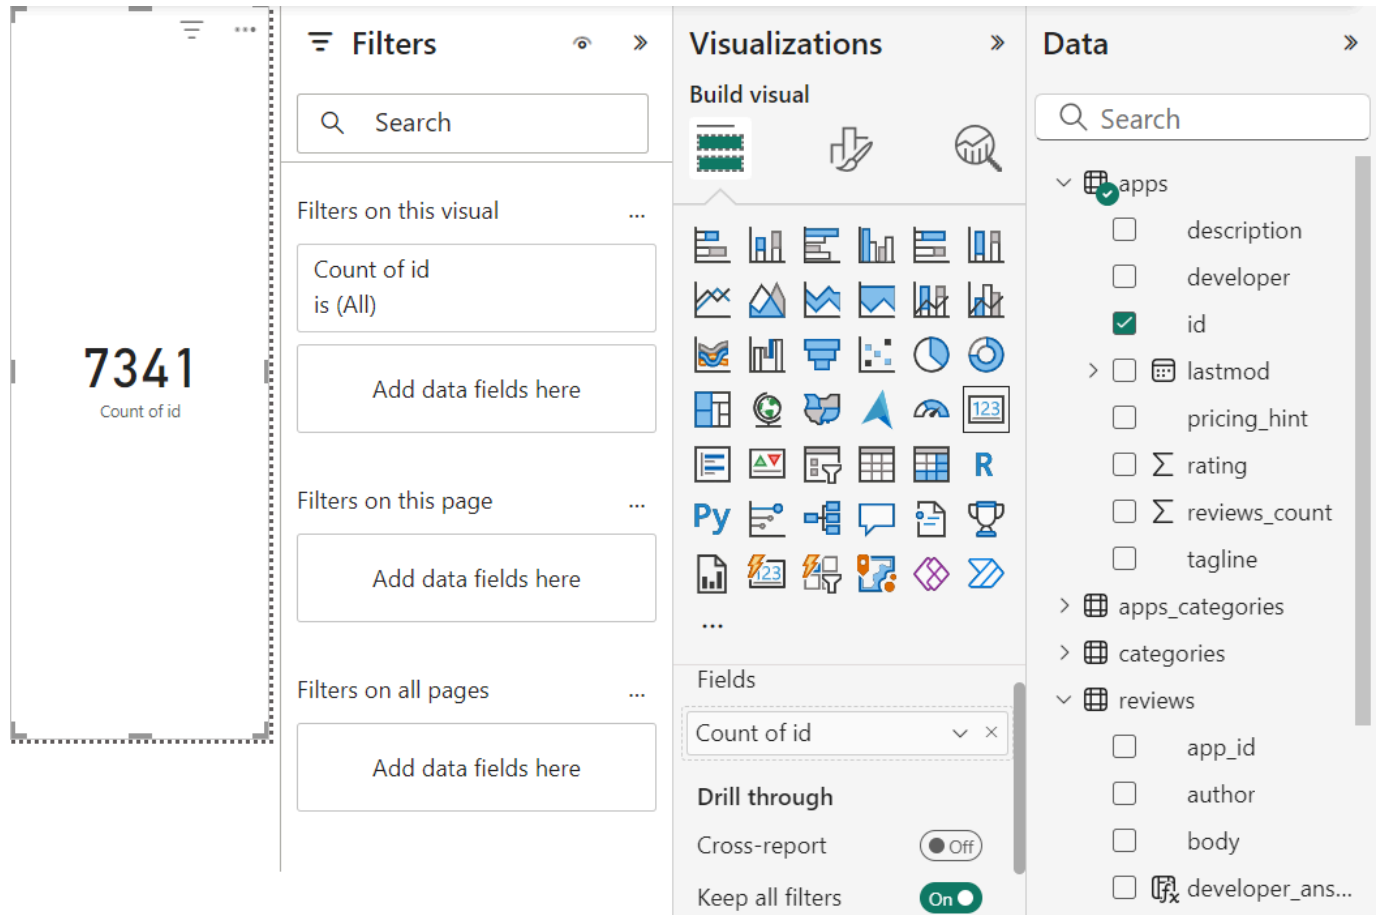 7341
Count of id
Filters
Search
Filters on this visual
...
Count of id
is (All)
Add data fields here
Filters on this page
...
Add data fields here
Filters on all pages
...
Add data fields here
Visualizations
Build visual
123
R
Py
123
...
Fields
Count of id
Drill through
Cross-report
Off
Keep all filters
On
Data
Search
apps
description
developer
id
lastmod
pricing_hint
∑ rating
∑ reviews_count
tagline
apps_categories
categories
reviews
app_id
author
body
fx developer_ans...